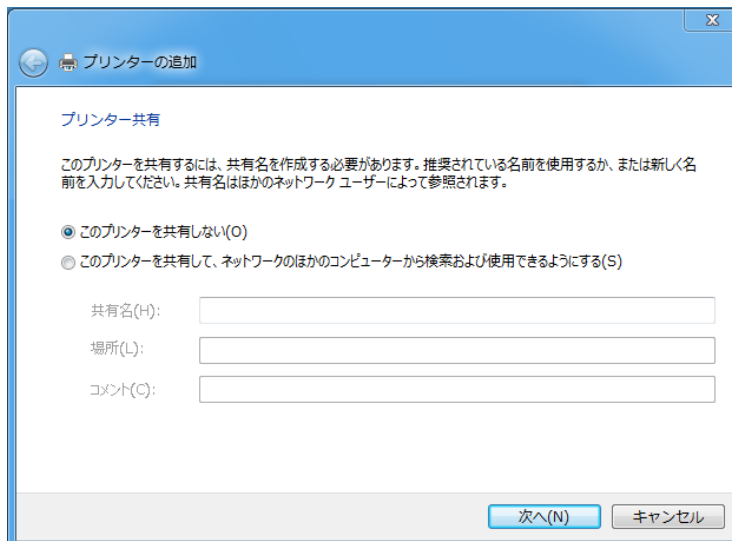 プリンターの追加
プリンター共有
このプリンターを共有するには、共有名を作成する必要があります。推奨されている名前を使用するか、または新しく名
前を入力してください。共有名はほかのネットワーク ユーザーによって参照されます。
このプリンターを共有しない(O)
このプリンターを共有して、ネットワークのほかのコンピューターから検索および使用できるようにする(S)
共有名(H):
場所(L):
コメント(C):
次へ(N)
キャンセル